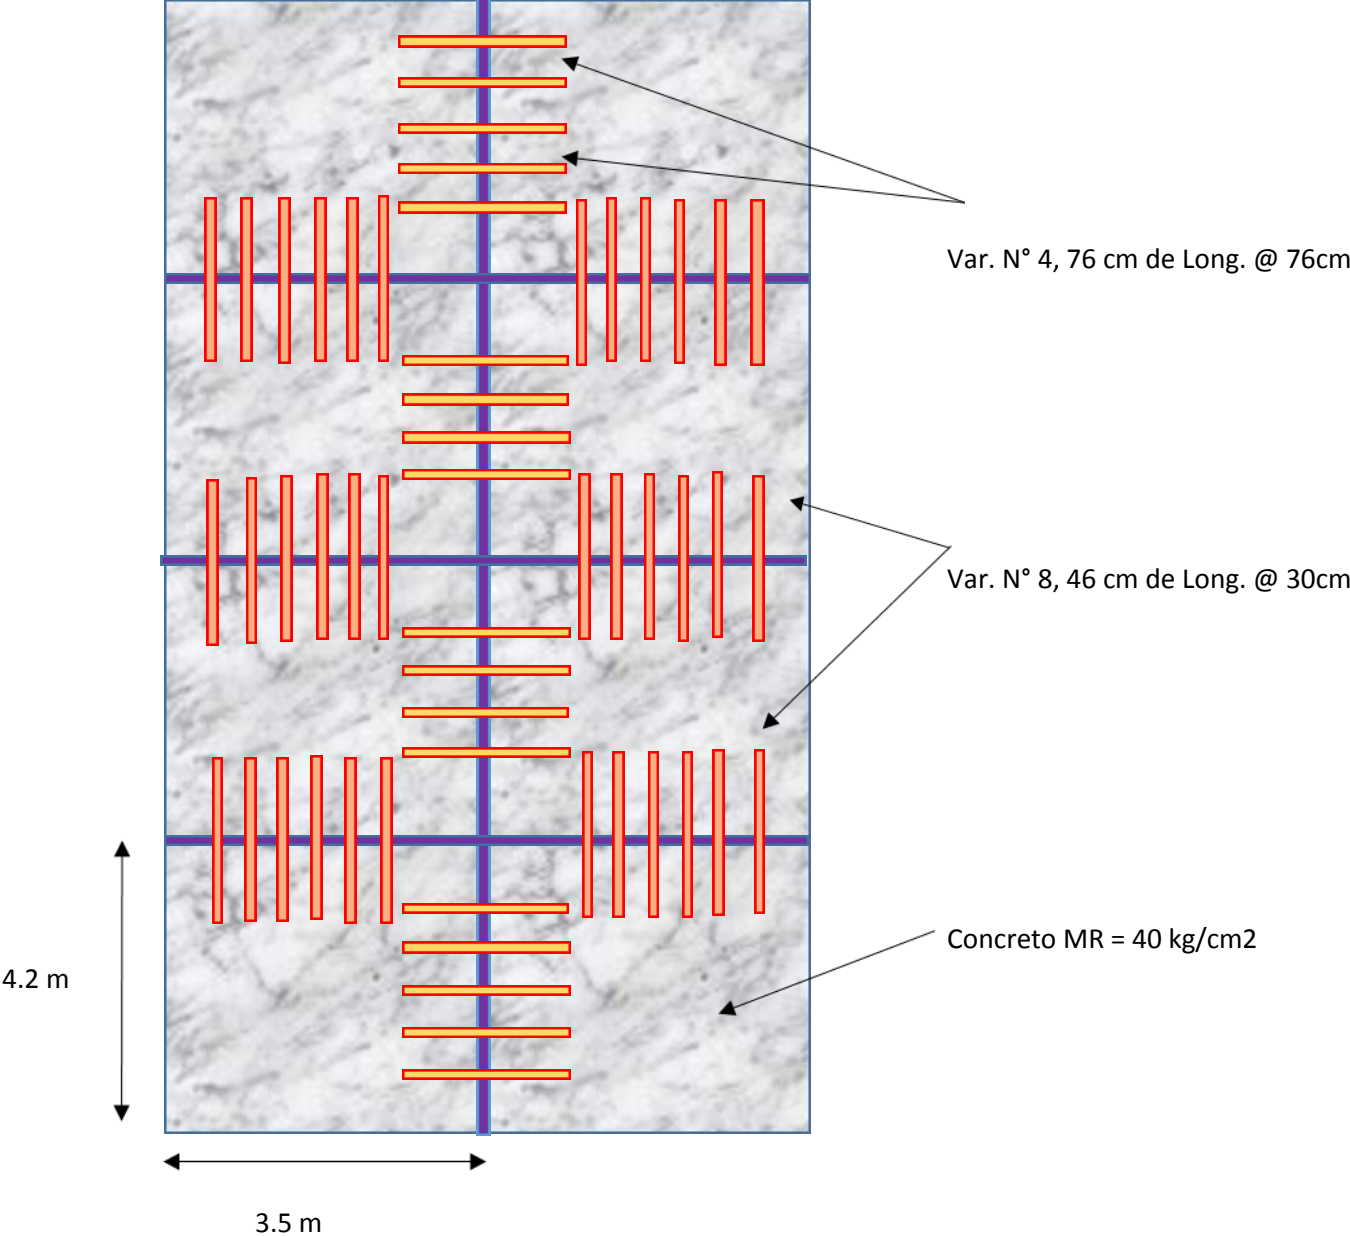 Var. N° 4, 76 cm de Long. @ 76cm
Var. N° 8, 46 cm de Long. @ 30cm
Concreto MR = 40 kg/cm2
4.2 m
3.5 m